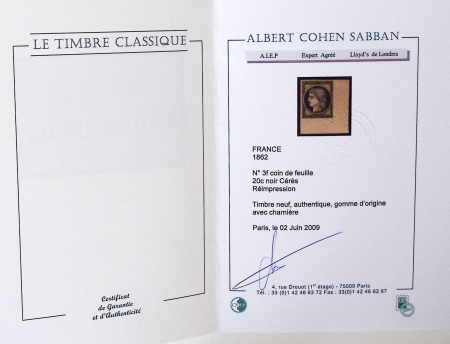 LE TIMBRE CLASSIQUE
Certificat
de Garantie
et d'Authenticité
ALBERT COHEN SABBAN
A.I.E.P Expert Agréé Lloyd's de Londres
FRANCE
1862
N° 3f coin de feuille
20c noir Cérès
Réimpression
Timbre neuf, authentique, gomme d'origine
avec charnière
Paris, le 02 Juin 2009
4, rue Drouot (1er étage) - 75009 Paris
Tél. : 33 (0)1 42 46 63 72 Fax : 33 (0)1 42 46 62 07